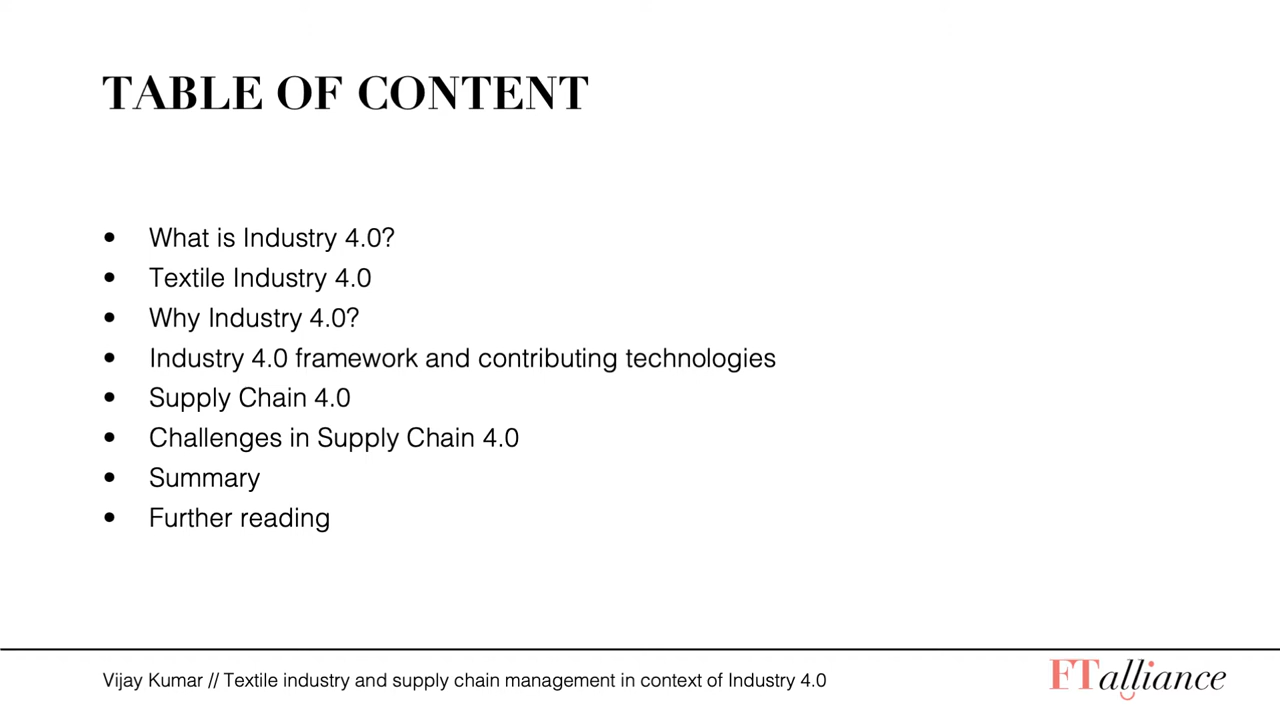 TABLE OF CONTENT
• What is Industry 4.0?
• Textile Industry 4.0
• Why Industry 4.0?
• Industry 4.0 framework and contributing technologies
• Supply Chain 4.0
• Challenges in Supply Chain 4.0
• Summary
• Further reading
Vijay Kumar // Textile industry and supply chain management in context of Industry 4.0
FTalliance